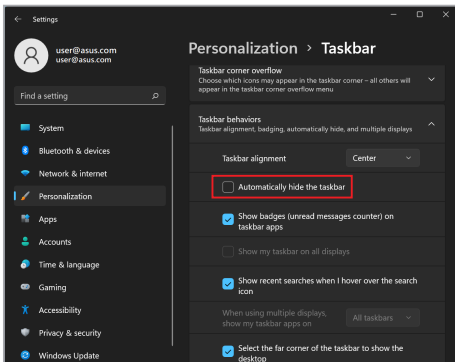 Settings
user@asus.com
user@asus.com
Find a setting
System
Bluetooth & devices
Network & internet
Personalization
Apps
Accounts
Time & language
Gaming
Accessibility
Privacy & security
Windows Update
Personalization > Taskbar
Taskbar corner overflow
Choose which icons may appear in the taskbar corner – all others will
appear in the taskbar corner overflow menu
Taskbar behaviors
Taskbar alignment, badging, automatically hide, and multiple displays
Taskbar alignment
Center
Automatically hide the taskbar
Show badges (unread messages counter) on
taskbar apps
Show my taskbar on all displays
Show recent searches when I hover over the search
icon
When using multiple displays,
show my taskbar apps on
All taskbars
Select the far corner of the taskbar to show the
desktop